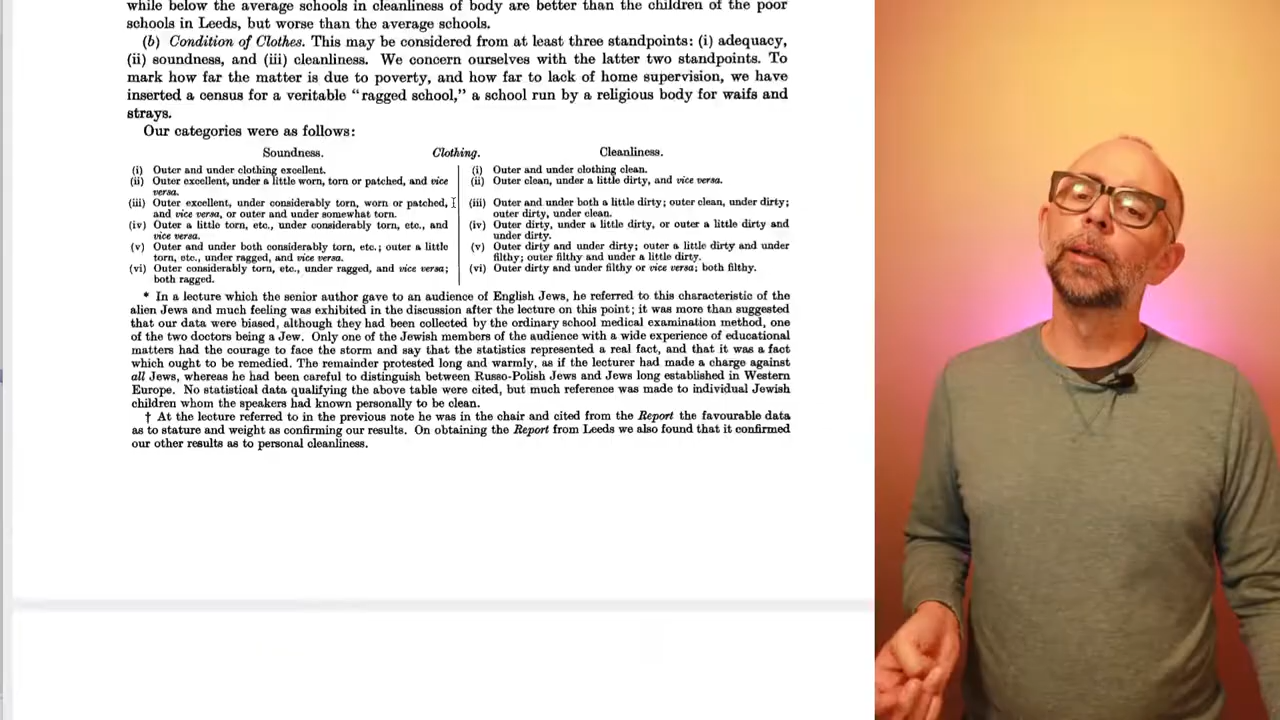 while below the average schools in cleanliness of body are better than the children of the poor
schools in Leeds, but worse than the average schools.
(b) Condition of Clothes. This may be considered from at least three standpoints: (i) adequacy,
(ii) soundness, and (iii) cleanliness. We concern ourselves with the latter two standpoints. To
mark how far the matter is due to poverty, and how far to lack of home supervision, we have
inserted a census for a veritable “ragged school,” a school run by a religious body for waifs and
strays.
Our categories were as follows:
Soundness. Clothing. Cleanliness.
(i) Outer and under clothing excellent.
(ii) Outer excellent, under a little worn, torn or patched, and vice
versa.
(iii) Outer excellent, under considerably torn, worn or patched,
and vice versa, or outer and under somewhat torn.
(iv) Outer a little torn, etc., under considerably torn, etc., and
vice versa.
(v) Outer and under both considerably torn, etc.; outer a little
torn, etc., under ragged, and vice versa.
(vi) Outer considerably torn, etc., under ragged, and vice versa;
both ragged.
(i) Outer and under clothing clean.
(ii) Outer clean, under a little dirty, and vice versa.
(iii) Outer and under both a little dirty; outer clean, under dirty;
outer dirty, under clean.
(iv) Outer dirty, under a little dirty, or outer a little dirty and
under dirty.
(v) Outer dirty and under dirty; outer a little dirty and under
filthy; outer filthy and under a little dirty.
(vi) Outer dirty and under filthy or vice versa; both filthy.
* In a lecture which the senior author gave to an audience of English Jews, he referred to this characteristic of the
alien Jews and much feeling was exhibited in the discussion after the lecture on this point; it was more than suggested
that our data were biased, although they had been collected by the ordinary school medical examination method, one
of the two doctors being a Jew. Only one of the Jewish members of the audience with a wide experience of educational
matters had the courage to face the storm and say that the statistics represented a real fact, and that it was a fact
which ought to be remedied. The remainder protested long and warmly, as if the lecturer had made a charge against
all Jews, whereas he had been careful to distinguish between Russo-Polish Jews and Jews long established in Western
Europe. No statistical data qualifying the above table were cited, but much reference was made to individual Jewish
children whom the speakers had known personally to be clean.
† At the lecture referred to in the previous note he was in the chair and cited from the Report the favourable data
as to stature and weight as confirming our results. On obtaining the Report from Leeds we also found that it confirmed
our other results as to personal cleanliness.